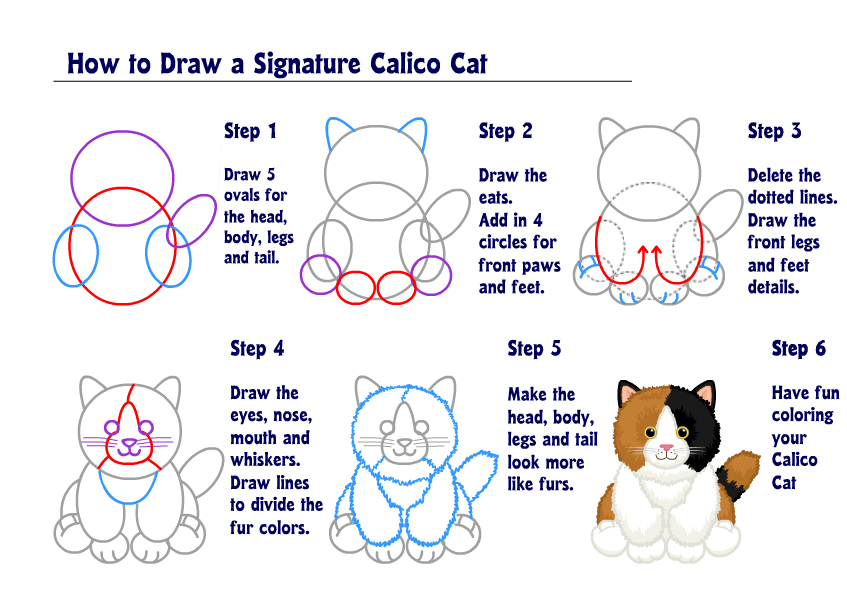 How to Draw a Signature Calico Cat
Step 1
Draw 5
ovals for
the head,
body, legs
and tail.
Step 2
Draw the
eats.
Add in 4
circles for
front paws
and feet.
Step 3
Delete the
dotted lines.
Draw the
front legs
and feet
details.
Step 4
Draw the
eyes, nose,
mouth and
whiskers.
Draw lines
to divide the
fur colors.
Step 5
Make the
head, body,
legs and tail
look more
like furs.
Step 6
Have fun
coloring
your
Calico
Cat